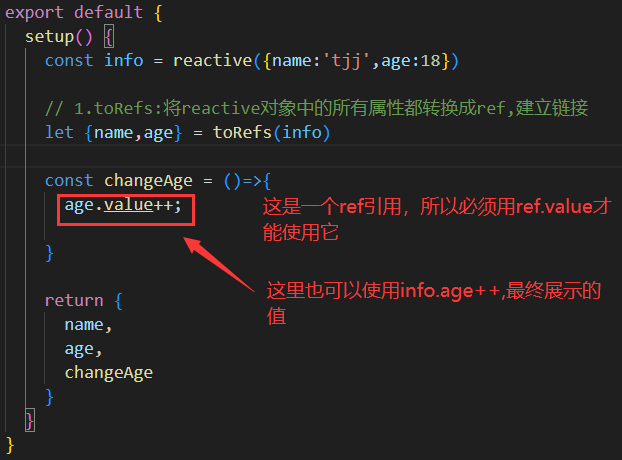 export default {
setup() {
const info = reactive({name:'tjj',age:18})
// 1.toRefs:将reactive对象中的所有属性都转换成ref,建立链接
let {name,age} = toRefs(info)
const changeAge = ()=>{
age.value++;
这是一个ref引用，所以必须用ref.value才
能使用它
}
这里也可以使用info.age++,最终展示的
值
return {
name,
age,
changeAge
}
}
}